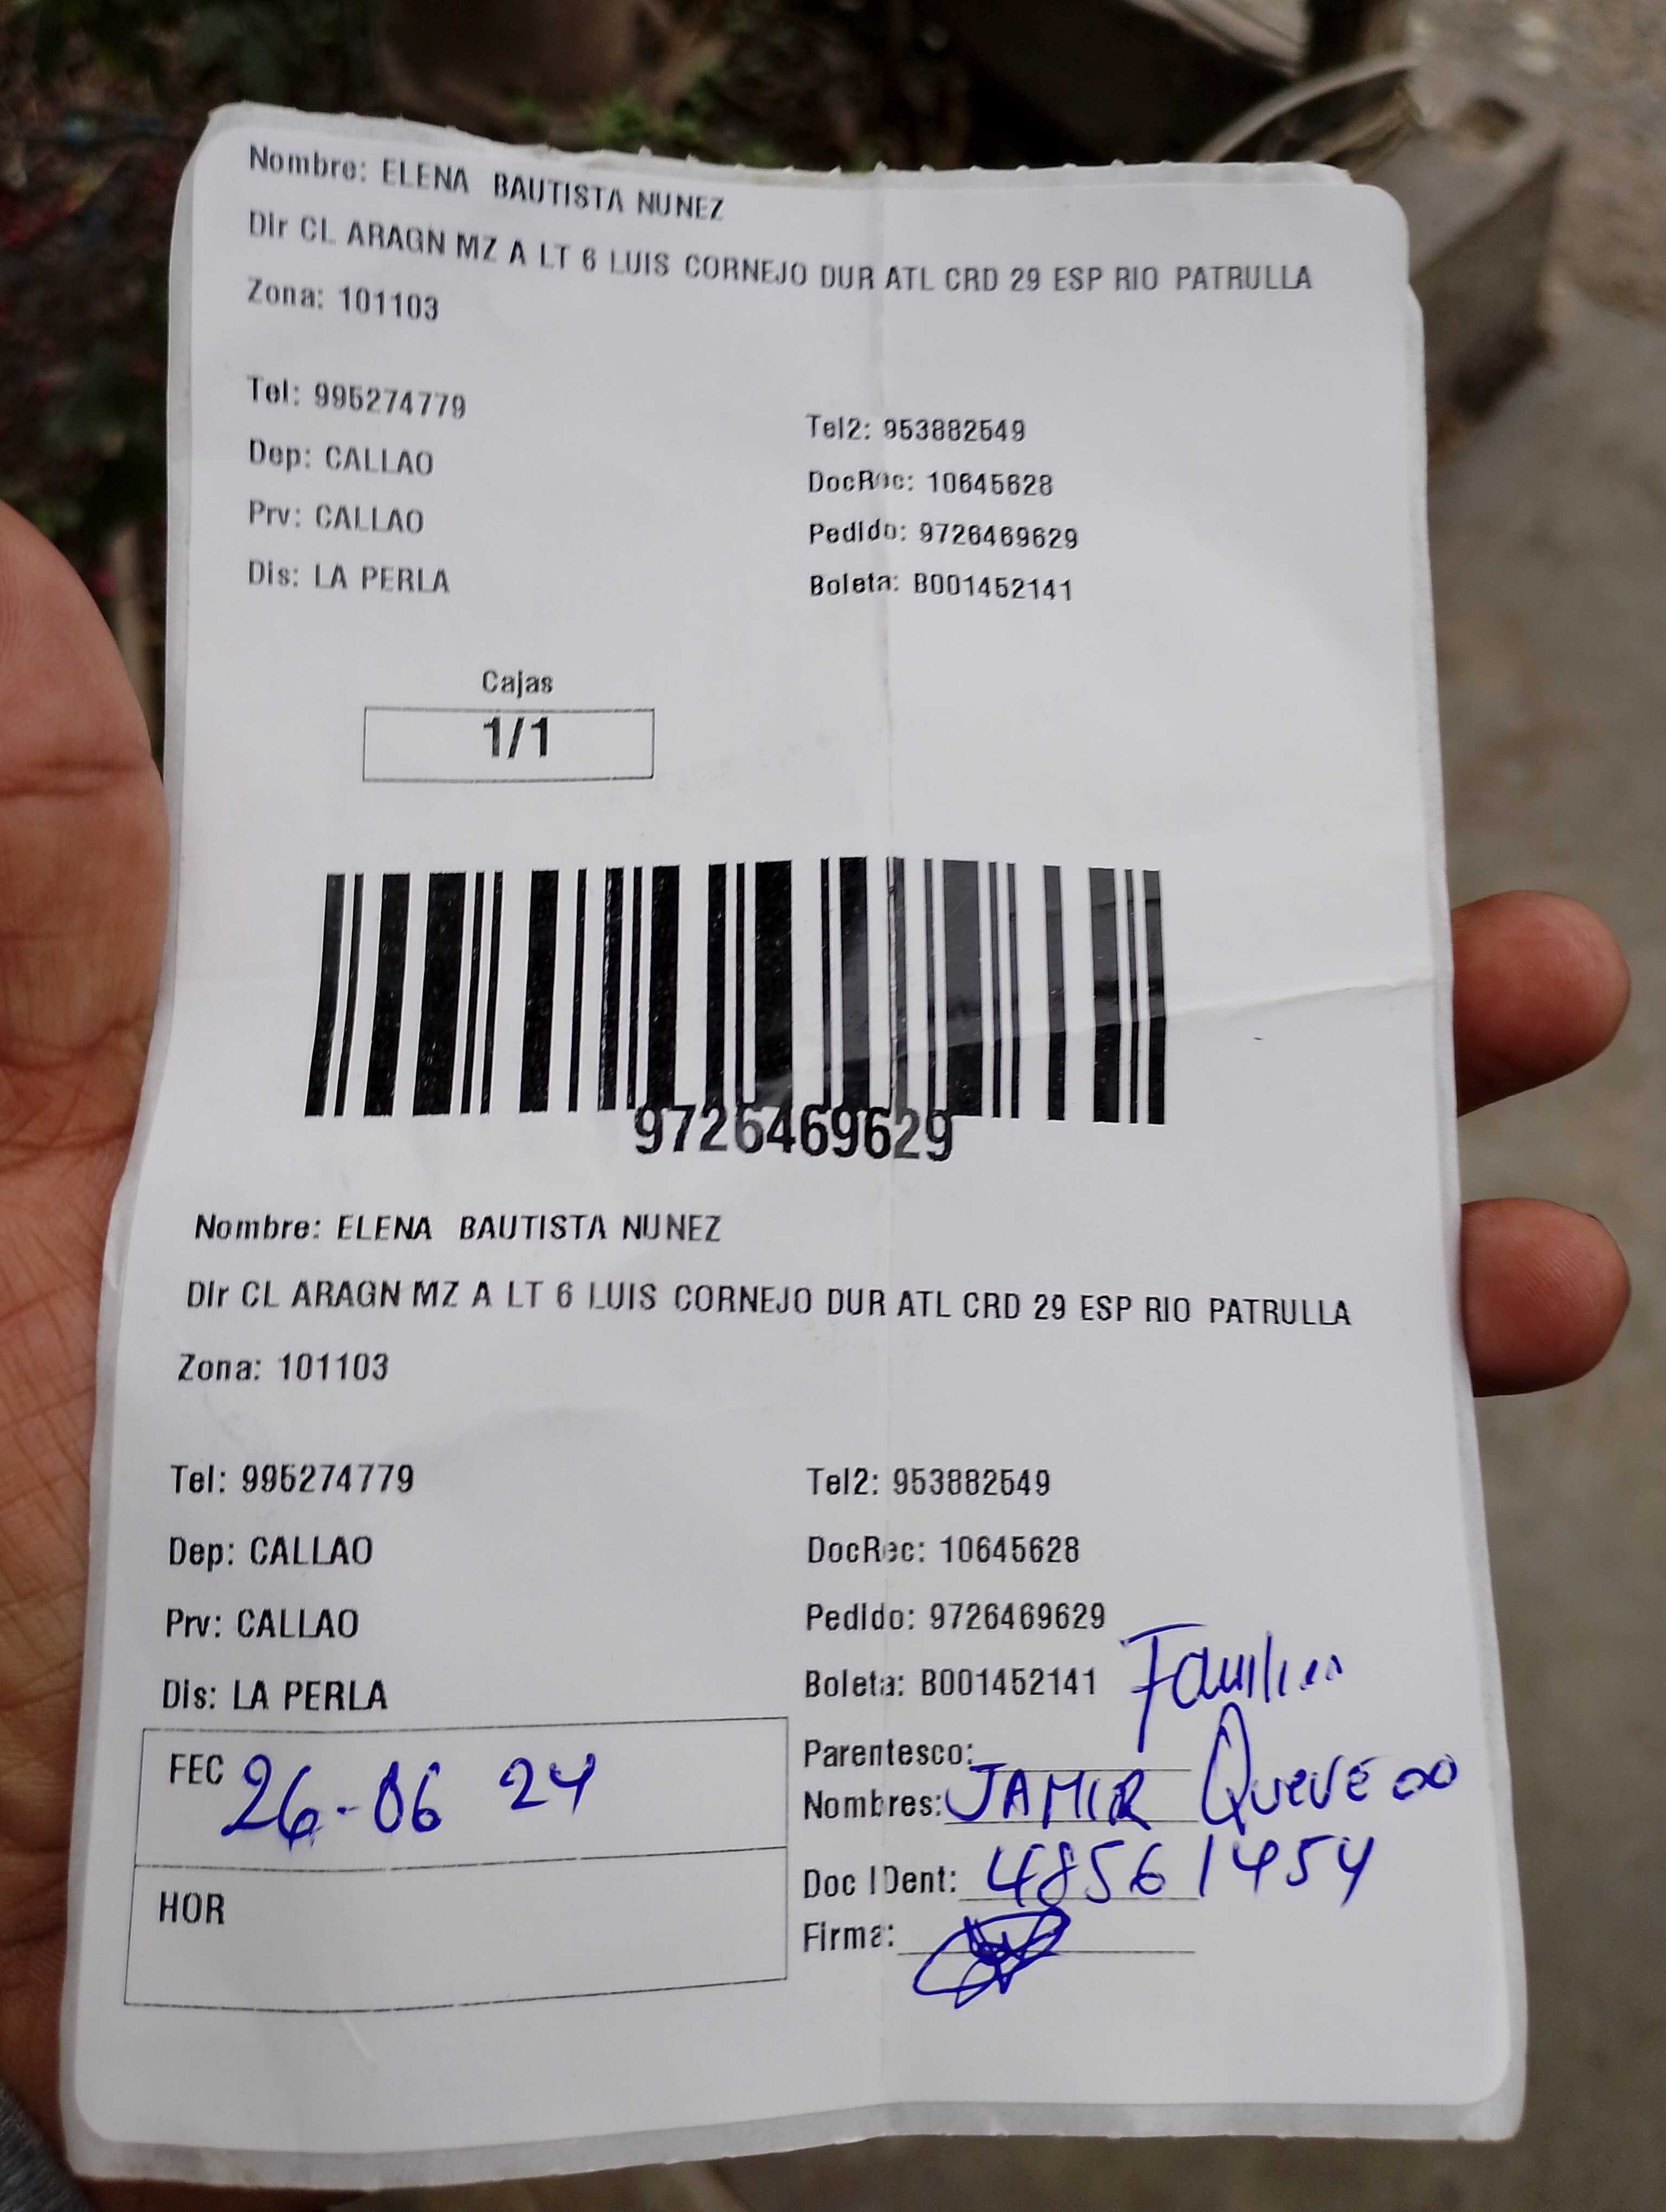 Nombre: ELENA BAUTISTA NUNEZ
Dir CL ARAGN MZ A LT 6 LUIS CORNEJO DUR ATL CRD 29 ESP RIO PATRULLA
Zona: 101103
Tel: 995274779
Tel2: 953882549
Dep: CALLAO
DocRec: 10645628
Prv: CALLAO
Pedido: 9726469629
Dis: LA PERLA
Boleta: B001452141
Cajas
1/1
9726469629
Nombre: ELENA BAUTISTA NUNEZ
Dir CL ARAGN MZ A LT 6 LUIS CORNEJO DUR ATL CRD 29 ESP RIO PATRULLA
Zona: 101103
Tel: 995274779
Tel2: 953882549
Dep: CALLAO
DocRec: 10645628
Prv: CALLAO
Pedido: 9726469629
Dis: LA PERLA
Boleta: B001452141
FEC 26-06 24
Parentesco: Familiar
Nombres: JAMIR QUEVEDO
HOR
Doc IDent: 48561454
Firma: